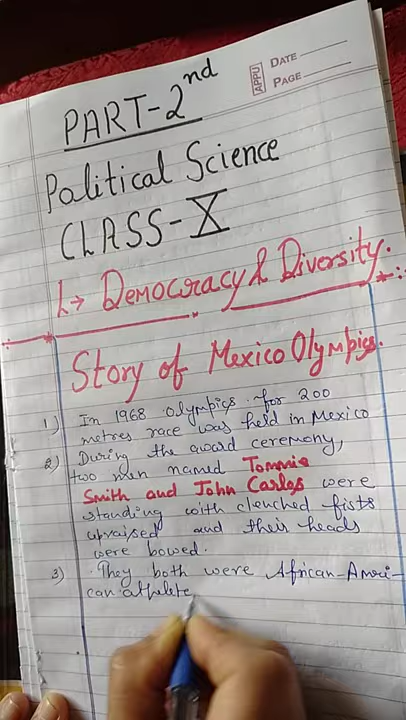 PART-2nd
APPU
DATE
PAGE
Political Science
CLASS-X
L→ Democracy & Diversity.
Story of Mexico Olympics.
1) In 1968 Olympics for 200
metres race was held in Mexico
2) During the award ceremony,
two men named Tommie
Smith and John Carlos were
standing with clenched fists
upraised and their heads
were bowed.
3) They both were African-Ameri-
can athelete